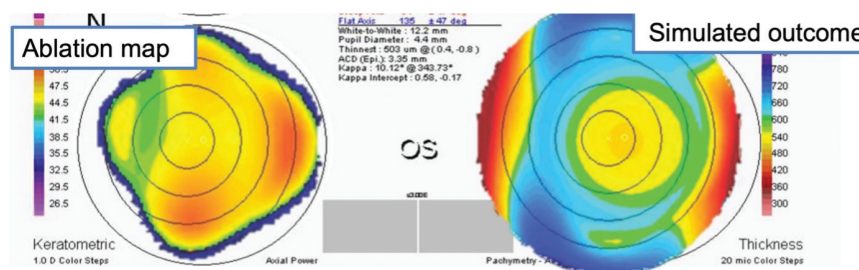 N
Ablation map
Flat Axis 135 ± 47 deg
White-to-White : 12.2 mm
Pupil Diameter : 4.4 mm
Thinnest : 503 um @ ( 0.4, -0.8 )
ACD (Epi.): 3.35 mm
Kappa : 10.12° @ 343.73°
Kappa Intercept : 0.58, -0.17
Simulated outcome
47.5
44.5
41.5
38.5
35.5
32.5
29.5
26.5
OS
780
720
660
600
540
480
420
360
300
Keratometric
1.0 D Color Steps
Axial Power
Thickness
20 mic Color Steps